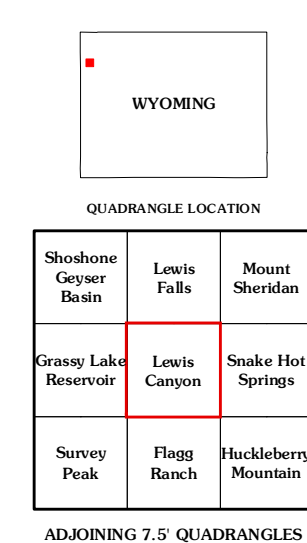 WYOMING
QUADRANGLE LOCATION
Shoshone
Geyser
Basin
Lewis
Falls
Mount
Sheridan
Grassy Lake
Reservoir
Lewis
Canyon
Snake Hot
Springs
Survey
Peak
Flagg
Ranch
Huckleberry
Mountain
ADJOINING 7.5' QUADRANGLES